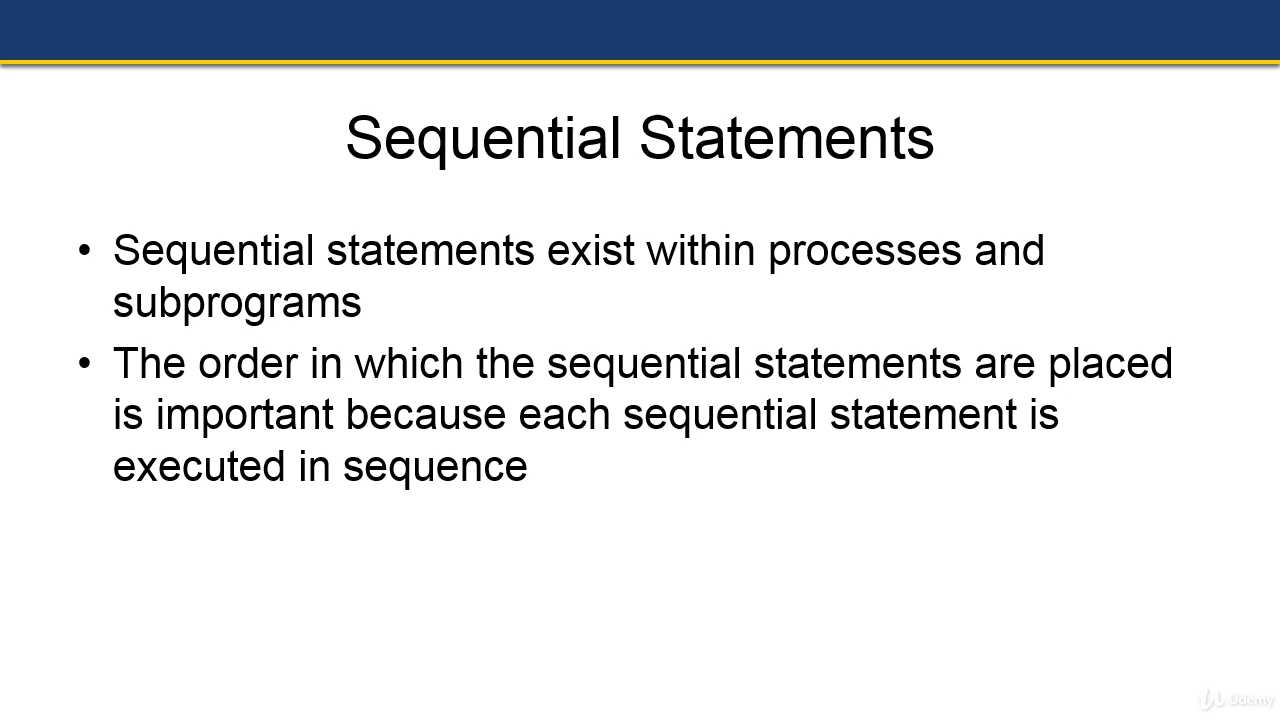 Sequential Statements
• Sequential statements exist within processes and
subprograms
• The order in which the sequential statements are placed
is important because each sequential statement is
executed in sequence
Udemy